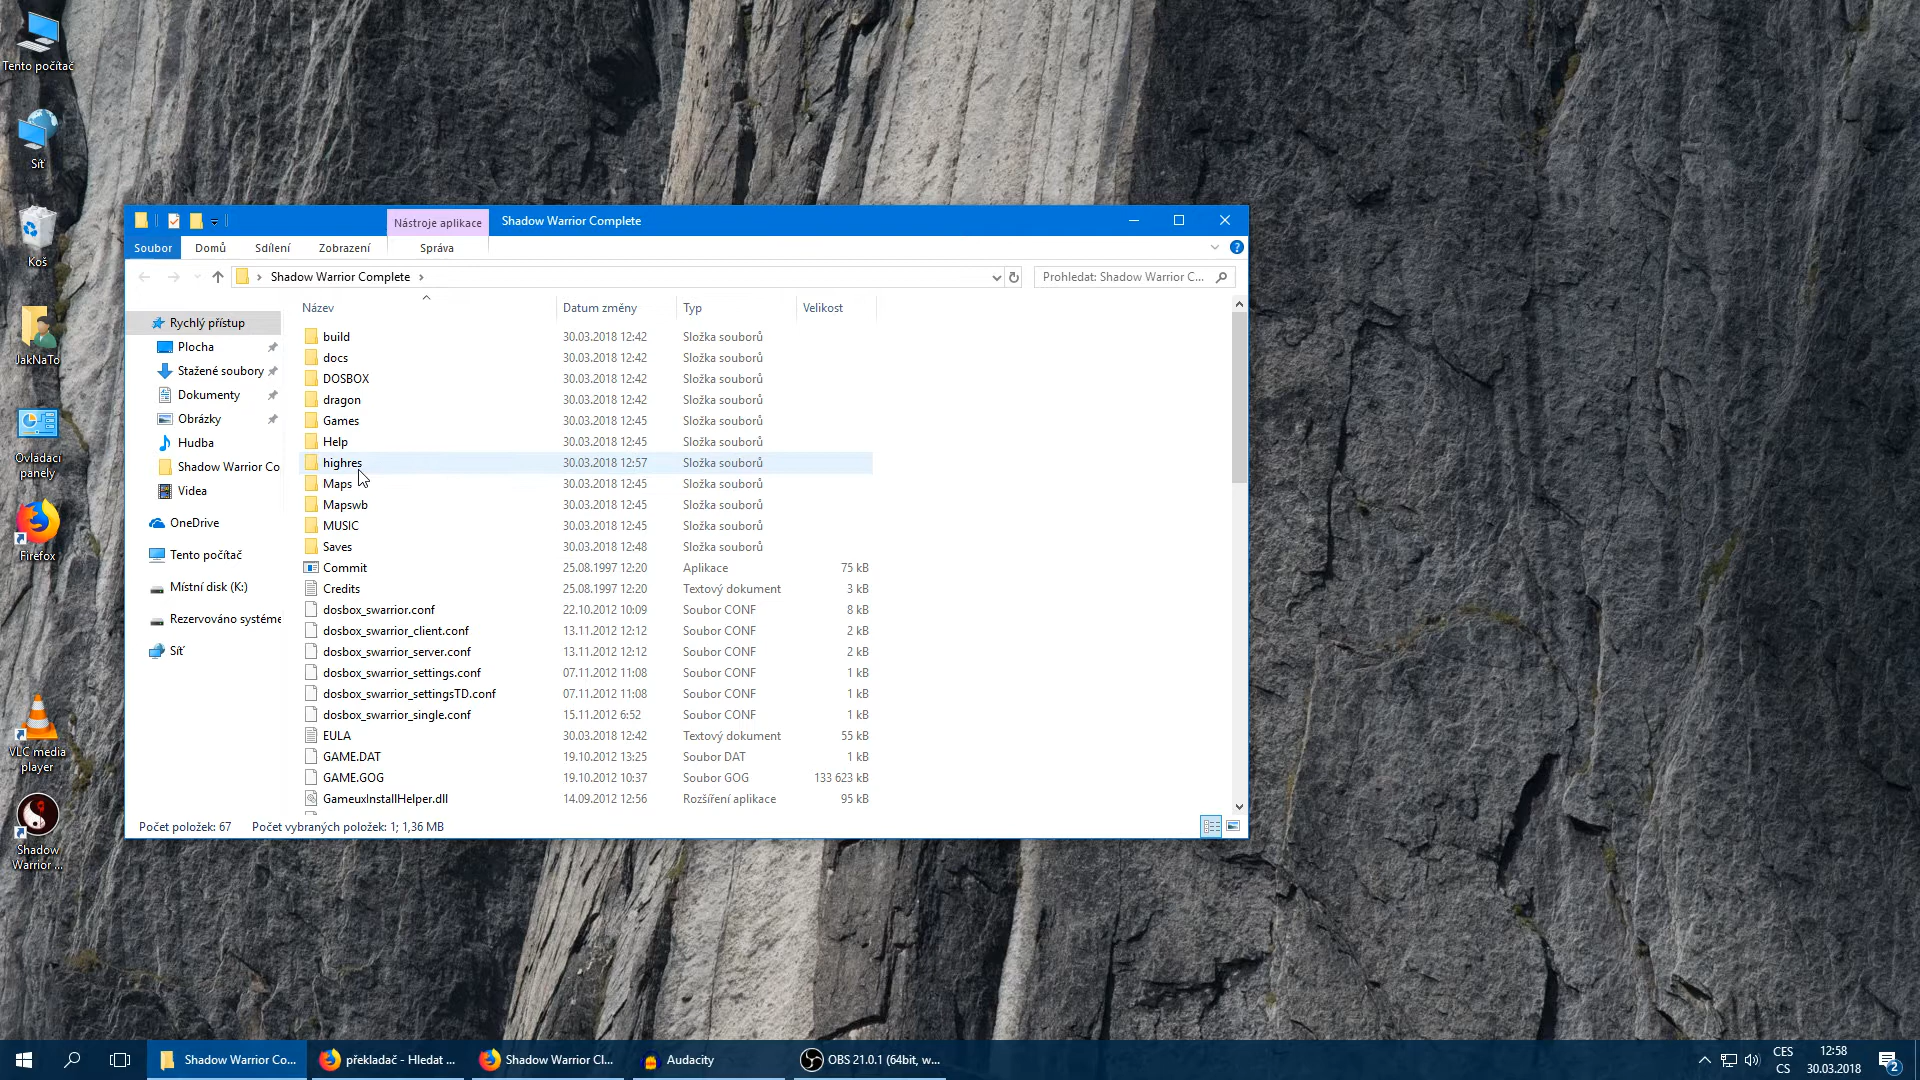 Tento počítač
Síť
Koš
JakNaTo
Ovládací
panely
Firefox
VLC media
player
Shadow
Warrior ...
Nástroje aplikace
Shadow Warrior Complete
Soubor
Domů
Sdílení
Zobrazení
Správa
Shadow Warrior Complete
Prohledat: Shadow Warrior C...
Rychlý přístup
Plocha
Stažené soubory
Dokumenty
Obrázky
Hudba
Shadow Warrior Co
Videa
OneDrive
Tento počítač
Místní disk (K:)
Rezervováno systéme
Síť
Název Datum změny Typ Velikost
build 30.03.2018 12:42 Složka souborů
docs 30.03.2018 12:42 Složka souborů
DOSBOX 30.03.2018 12:42 Složka souborů
dragon 30.03.2018 12:42 Složka souborů
Games 30.03.2018 12:45 Složka souborů
Help 30.03.2018 12:45 Složka souborů
highres 30.03.2018 12:57 Složka souborů
Maps 30.03.2018 12:45 Složka souborů
Mapswb 30.03.2018 12:45 Složka souborů
MUSIC 30.03.2018 12:45 Složka souborů
Saves 30.03.2018 12:48 Složka souborů
Commit 25.08.1997 12:20 Aplikace 75 kB
Credits 25.08.1997 12:20 Textový dokument 3 kB
dosbox_swarrior.conf 22.10.2012 10:09 Soubor CONF 8 kB
dosbox_swarrior_client.conf 13.11.2012 12:12 Soubor CONF 2 kB
dosbox_swarrior_server.conf 13.11.2012 12:12 Soubor CONF 2 kB
dosbox_swarrior_settings.conf 07.11.2012 11:08 Soubor CONF 1 kB
dosbox_swarrior_settingsTD.conf 07.11.2012 11:08 Soubor CONF 1 kB
dosbox_swarrior_single.conf 15.11.2012 6:52 Soubor CONF 1 kB
EULA 30.03.2018 12:42 Textový dokument 55 kB
GAME.DAT 19.10.2012 13:25 Soubor DAT 1 kB
GAME.GOG 19.10.2012 10:37 Soubor GOG 133 623 kB
GameuxInstallHelper.dll 14.09.2012 12:56 Rozšíření aplikace 95 kB
Počet položek: 67 Počet vybraných položek: 1; 1,36 MB
Shadow Warrior Co...
překladač - Hledat ...
Shadow Warrior Cl...
Audacity
OBS 21.0.1 (64bit, w...
CES
CS
12:58
30.03.2018
2